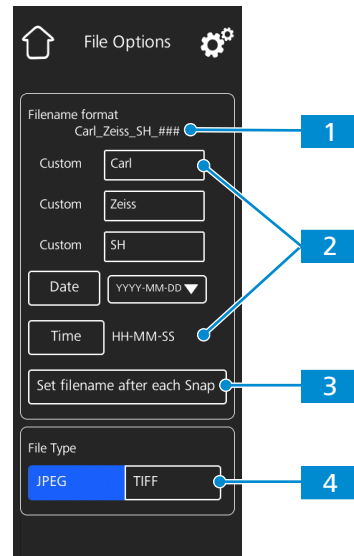 File Options
Filename format
Carl_Zeiss_SH_###
1
Custom Carl
Custom Zeiss
2
Custom SH
Date YYYY-MM-DD
Time HH-MM-SS
Set filename after each Snap
3
File Type
JPEG TIFF
4